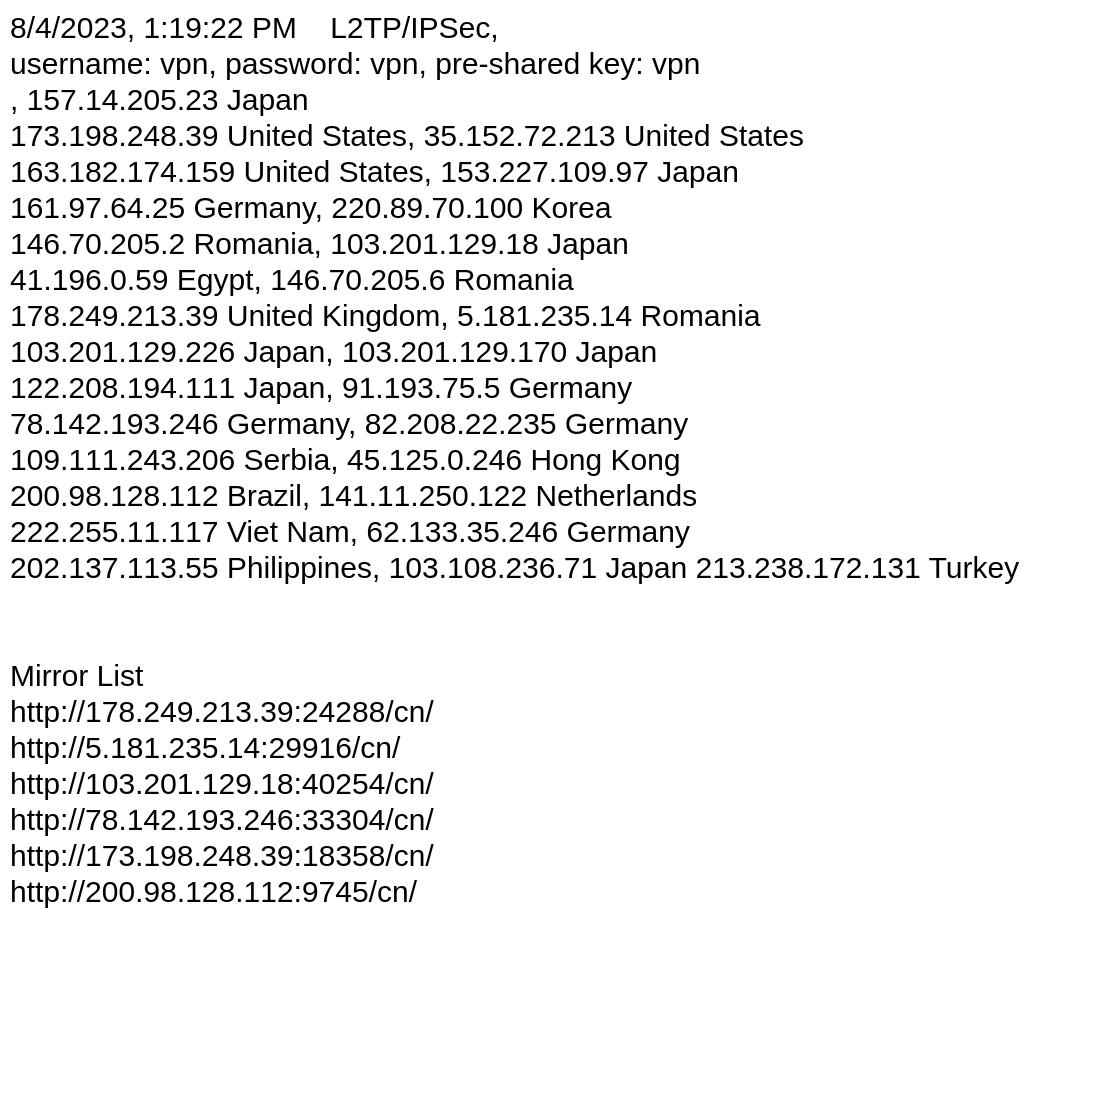 8/4/2023, 1:19:22 PM    L2TP/IPSec,
username: vpn, password: vpn, pre-shared key: vpn
, 157.14.205.23 Japan
173.198.248.39 United States, 35.152.72.213 United States
163.182.174.159 United States, 153.227.109.97 Japan
161.97.64.25 Germany, 220.89.70.100 Korea
146.70.205.2 Romania, 103.201.129.18 Japan
41.196.0.59 Egypt, 146.70.205.6 Romania
178.249.213.39 United Kingdom, 5.181.235.14 Romania
103.201.129.226 Japan, 103.201.129.170 Japan
122.208.194.111 Japan, 91.193.75.5 Germany
78.142.193.246 Germany, 82.208.22.235 Germany
109.111.243.206 Serbia, 45.125.0.246 Hong Kong
200.98.128.112 Brazil, 141.11.250.122 Netherlands
222.255.11.117 Viet Nam, 62.133.35.246 Germany
202.137.113.55 Philippines, 103.108.236.71 Japan 213.238.172.131 Turkey
Mirror List
http://178.249.213.39:24288/cn/
http://5.181.235.14:29916/cn/
http://103.201.129.18:40254/cn/
http://78.142.193.246:33304/cn/
http://173.198.248.39:18358/cn/
http://200.98.128.112:9745/cn/